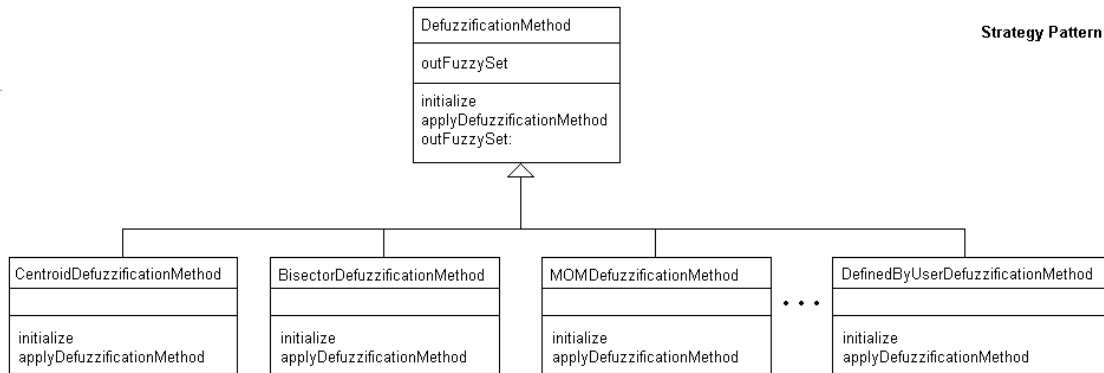 DefuzzificationMethod
Strategy Pattern
outFuzzySet
initialize
applyDefuzzificationMethod
outFuzzySet:
CentroidDefuzzificationMethod
initialize
applyDefuzzificationMethod
BisectorDefuzzificationMethod
initialize
applyDefuzzificationMethod
MOMDefuzzificationMethod
initialize
applyDefuzzificationMethod
• • •
DefinedByUserDefuzzificationMethod
initialize
applyDefuzzificationMethod